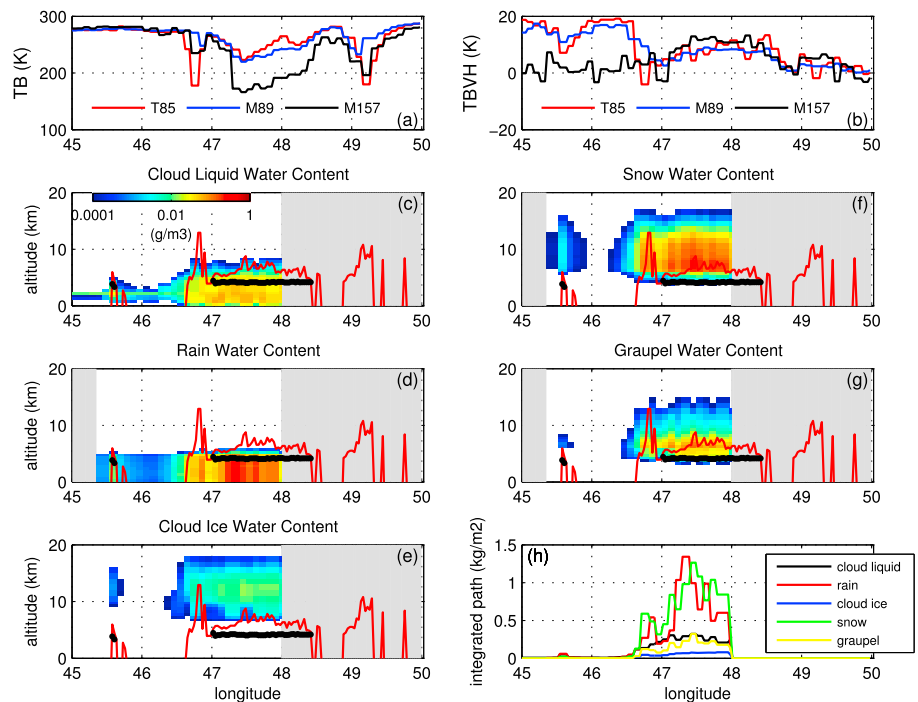 300
200
100
TB (K)
T85 M89 M157
(a)
45 46 47 48 49 50
20
0
−20
TBVH (K)
T85 M89 M157
(b)
45 46 47 48 49 50
Cloud Liquid Water Content
20
10
0
altitude (km)
0.0001 0.01 1
(g/m3)
(c)
45 46 47 48 49 50
Snow Water Content
20
10
0
altitude (km)
(f)
45 46 47 48 49 50
Rain Water Content
20
10
0
altitude (km)
(d)
45 46 47 48 49 50
Graupel Water Content
20
10
0
altitude (km)
(g)
45 46 47 48 49 50
Cloud Ice Water Content
20
10
0
altitude (km)
(e)
45 46 47 48 49 50
longitude
1.5
1
0.5
0
integrated path (kg/m2)
(h)
cloud liquid
rain
cloud ice
snow
graupel
45 46 47 48 49 50
longitude